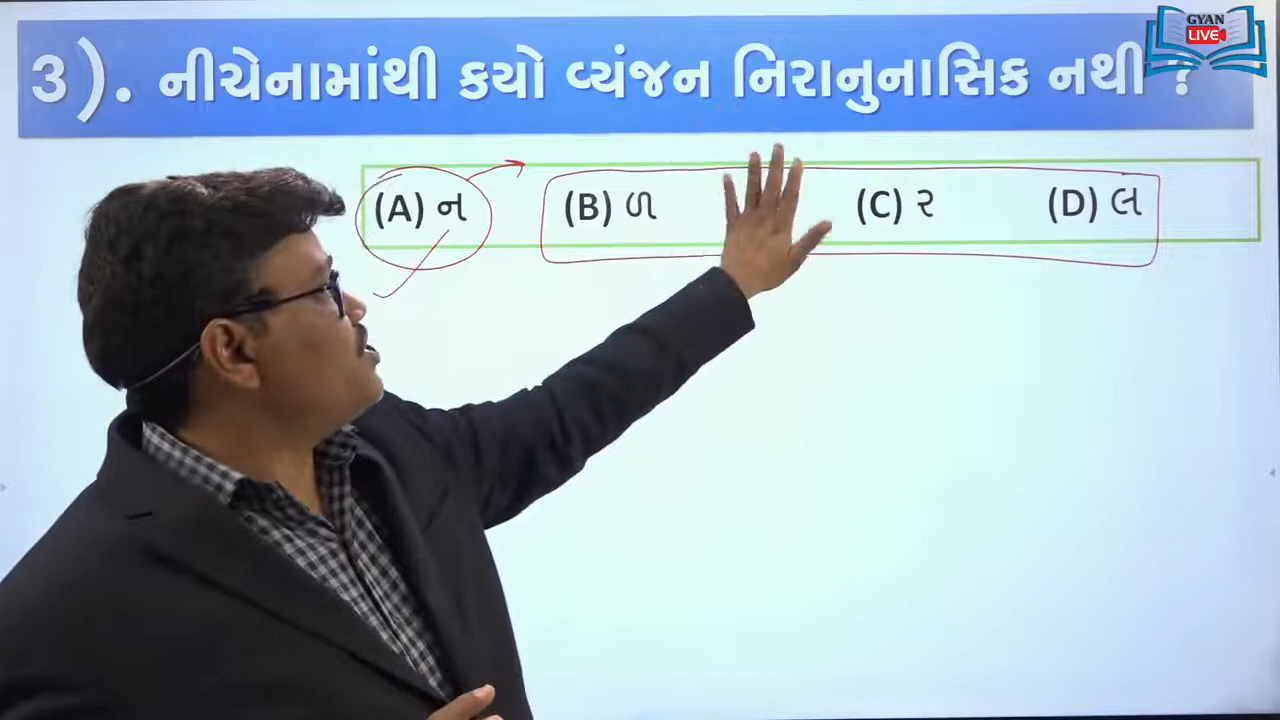 3). નીચેનામાંથી કયો વ્યંજન નિરાનુનાસિક નથી ?
GYAN
LIVE
(A) ન (B) ળ (C) ર (D) લ